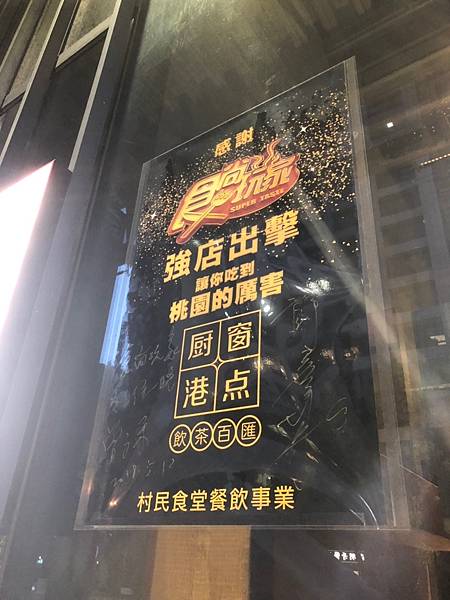 感謝
食尚玩家
SUPER TASTE
強店出擊
讓你吃到
桃園的厲害
厨窗
港点
飲茶百匯
村民食堂餐飲事業